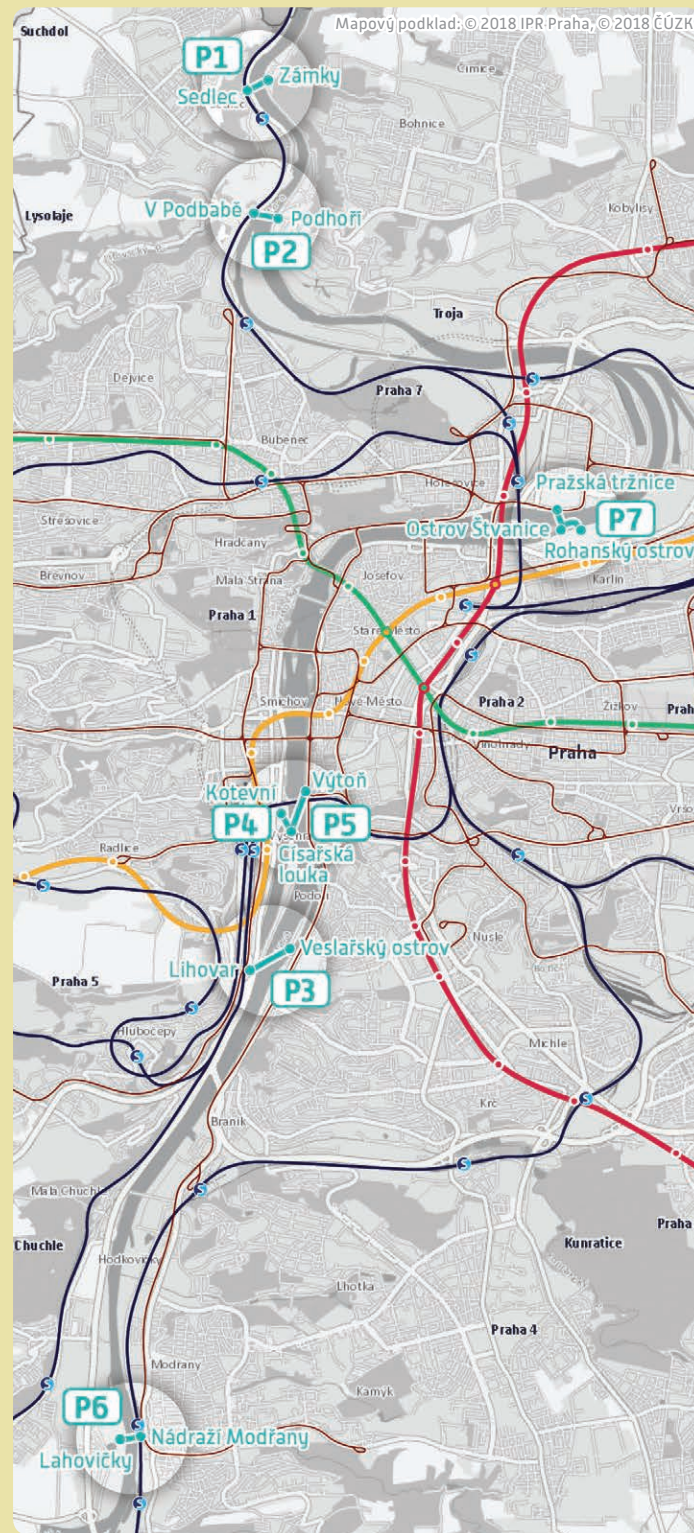 Mapový podklad: © 2018 IPR Praha, © 2018 ČÚZK
Suchdol
P1
Zámky
Sedlec
Čimice
Bohnice
Lysolaje
V Podbabě
Podhoří
P2
Kobylisy
Troja
Dejvice
Praha 7
Bubeneč
Holešovice
Pražská tržnice
Střešovice
Ostrov Štvanice
P7
Hradčany
Rohanský ostrov
Břevnov
Malá Strana
Josefov
Karlín
Praha 1
Staré Město
Smíchov
Nové Město
Praha 2
Žižkov
Prah
Vinohrady
Praha
Výtoň
Kotevní
P4
P5
Vršo
Radlice
Císařská
louka
Podolí
Nusle
Veslařský ostrov
Lihovar
Praha 5
P3
Hlubočepy
Michle
Krč
Braník
Malá Chuchle
Praha
Chuchle
Kunratice
Hodkovičky
Lhotka
Praha 4
Modřany
Kamýk
P6
Nádraží Modřany
Lahovičky